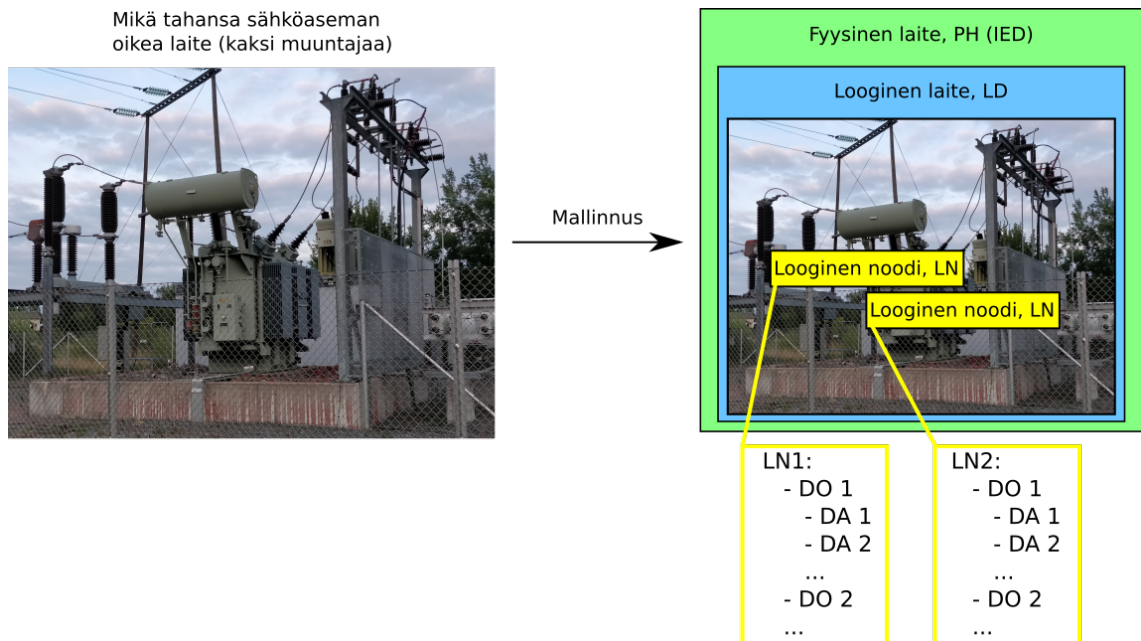 Mikä tahansa sähköaseman
oikea laite (kaksi muuntajaa)
Mallinnus
Fyysinen laite, PH (IED)
Looginen laite, LD
Looginen noodi, LN
Looginen noodi, LN
LN1:
- DO 1
- DA 1
- DA 2
...
- DO 2
...
LN2:
- DO 1
- DA 1
- DA 2
...
- DO 2
...